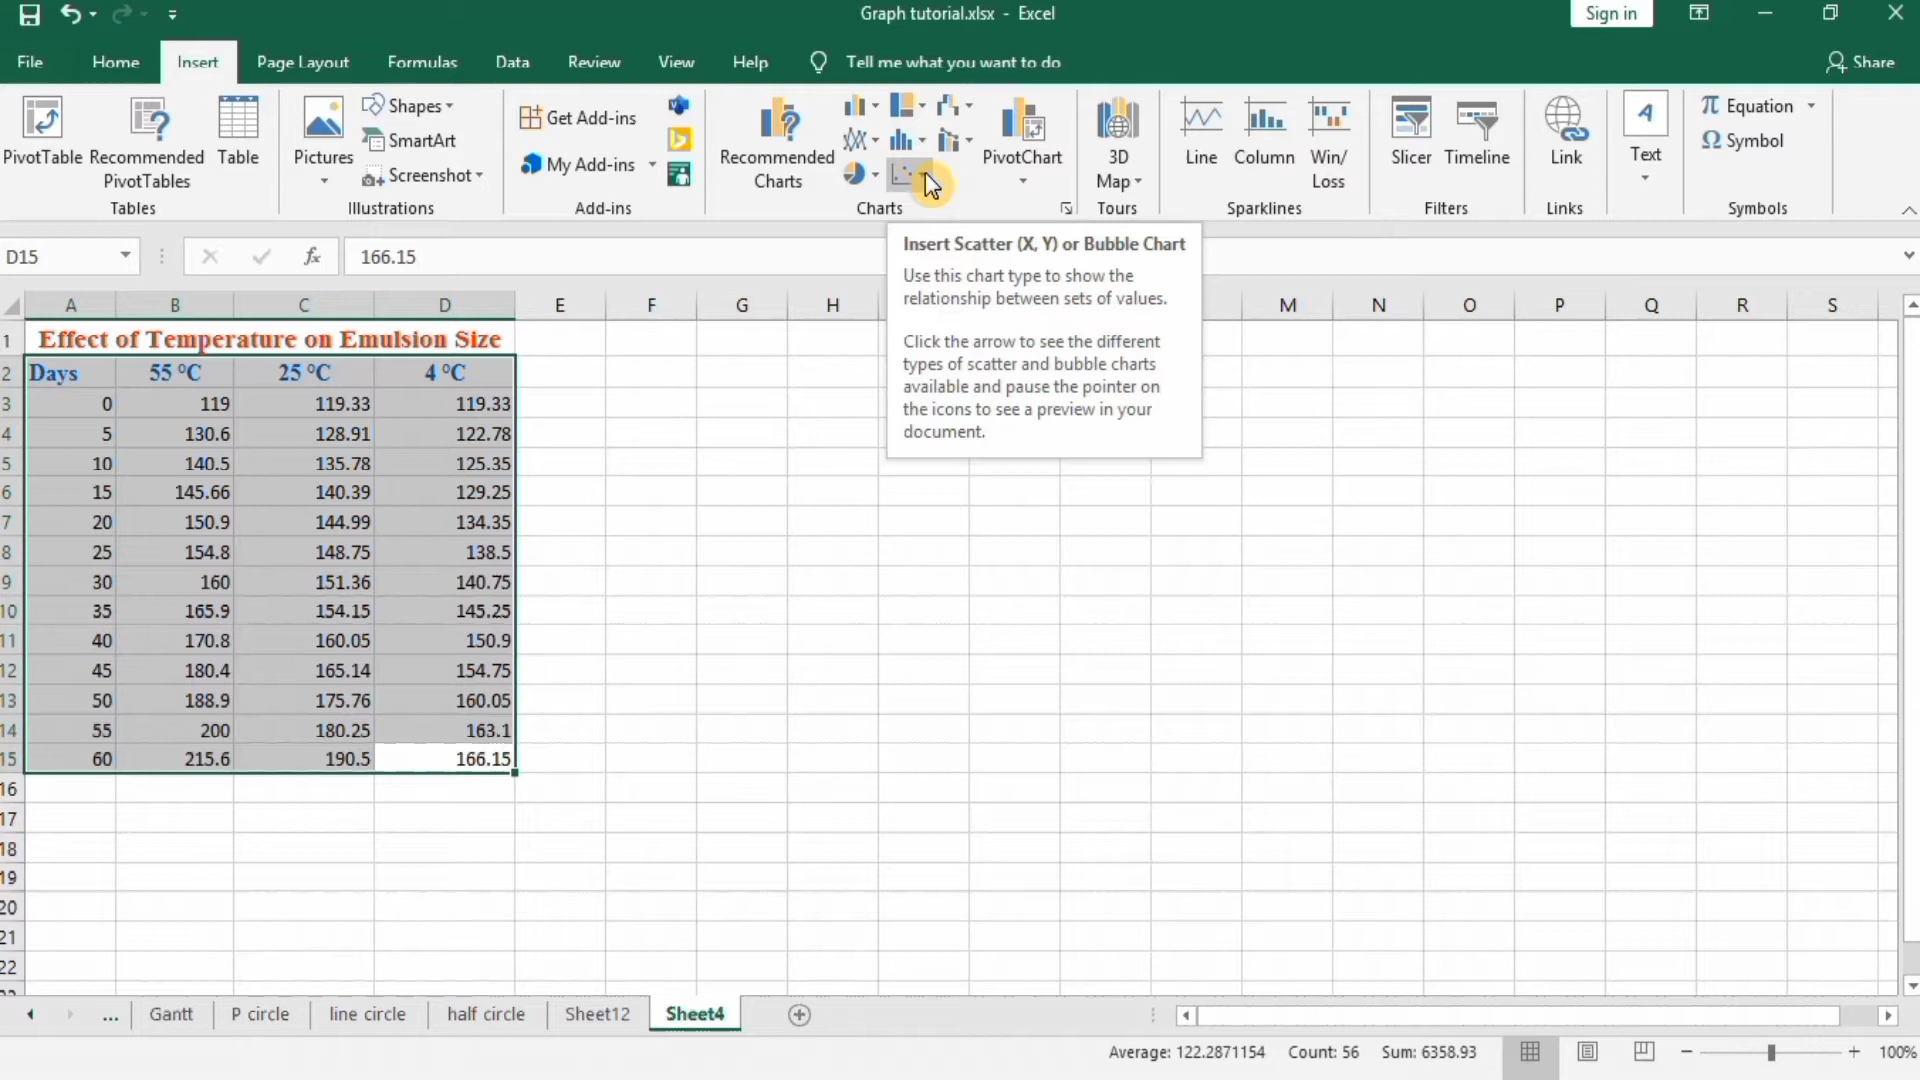 Graph tutorial.xlsx - Excel
Sign in
File Home Insert Page Layout Formulas Data Review View Help Tell me what you want to do Share
PivotTable
Recommended
PivotTables
Table
Tables
Pictures
Shapes
SmartArt
Screenshot
Illustrations
Get Add-ins
My Add-ins
Add-ins
Recommended
Charts
PivotChart
Charts
3D
Map
Tours
Line
Column
Win/
Loss
Sparklines
Slicer
Timeline
Filters
Link
Links
A
Text
π Equation
Ω Symbol
Symbols
D15
fx
166.15
Insert Scatter (X, Y) or Bubble Chart
Use this chart type to show the
relationship between sets of values.
Click the arrow to see the different
types of scatter and bubble charts
available and pause the pointer on
the icons to see a preview in your
document.
A B C D E F G H M N O P Q R S
1 Effect of Temperature on Emulsion Size
2 Days 55 °C 25 °C 4 °C
3 0 119 119.33 119.33
4 5 130.6 128.91 122.78
5 10 140.5 135.78 125.35
6 15 145.66 140.39 129.25
7 20 150.9 144.99 134.35
8 25 154.8 148.75 138.5
9 30 160 151.36 140.75
10 35 165.9 154.15 145.25
11 40 170.8 160.05 150.9
12 45 180.4 165.14 154.75
13 50 188.9 175.76 160.05
14 55 200 180.25 163.1
15 60 215.6 190.5 166.15
16
17
18
19
20
21
22
... Gantt P circle line circle half circle Sheet12 Sheet4
Average: 122.2871154 Count: 56 Sum: 6358.93 100%